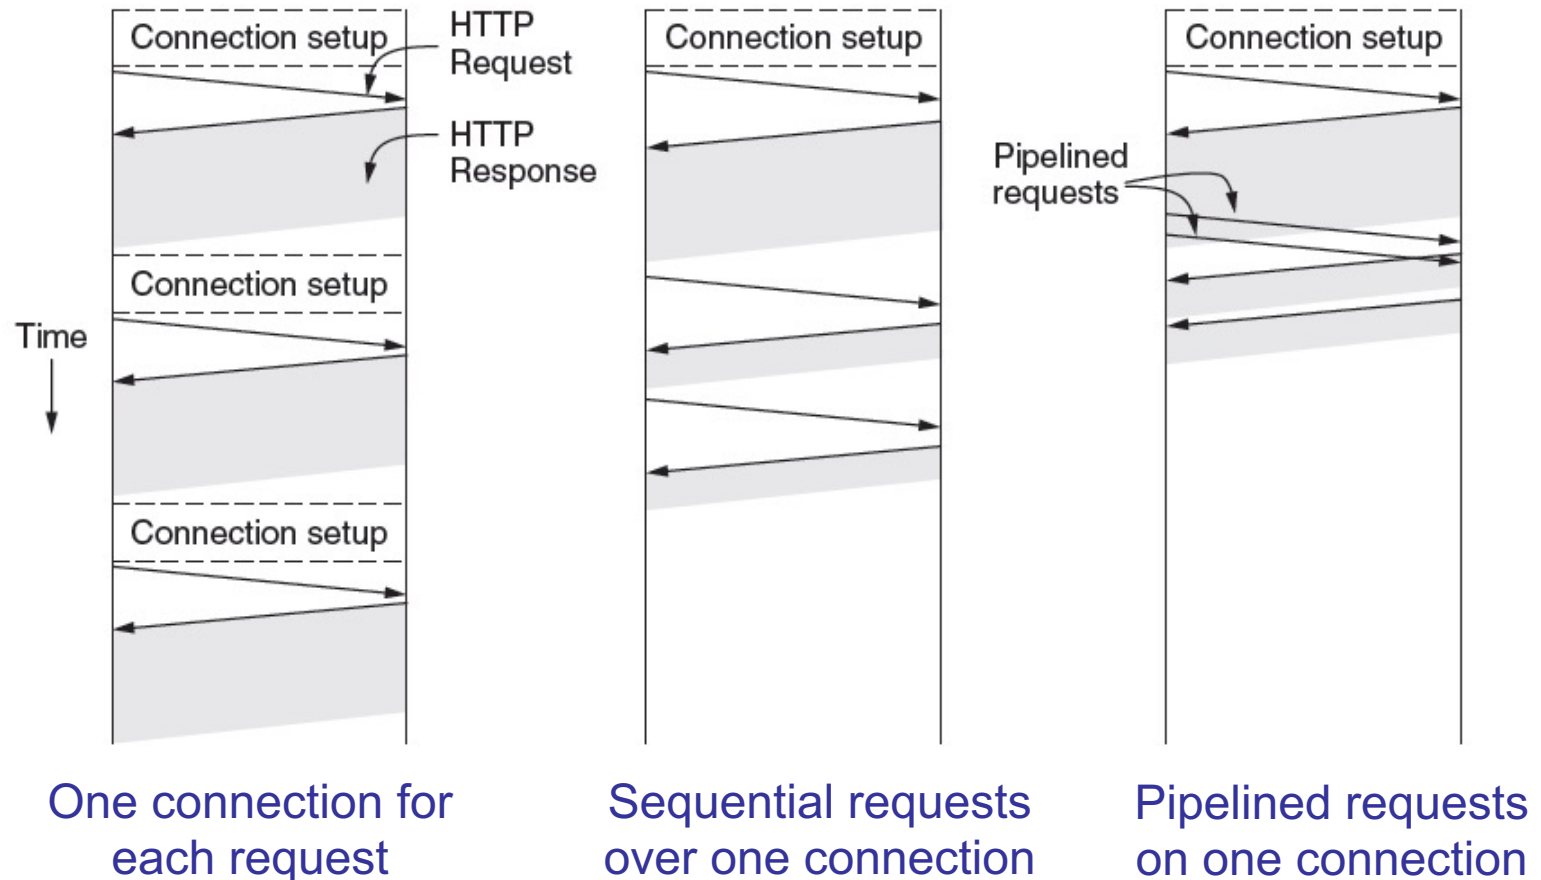 Connection setup
HTTP
Request
HTTP
Response
Connection setup
Connection setup
Time
One connection for
each request
Connection setup
Sequential requests
over one connection
Connection setup
Pipelined
requests
Pipelined requests
on one connection